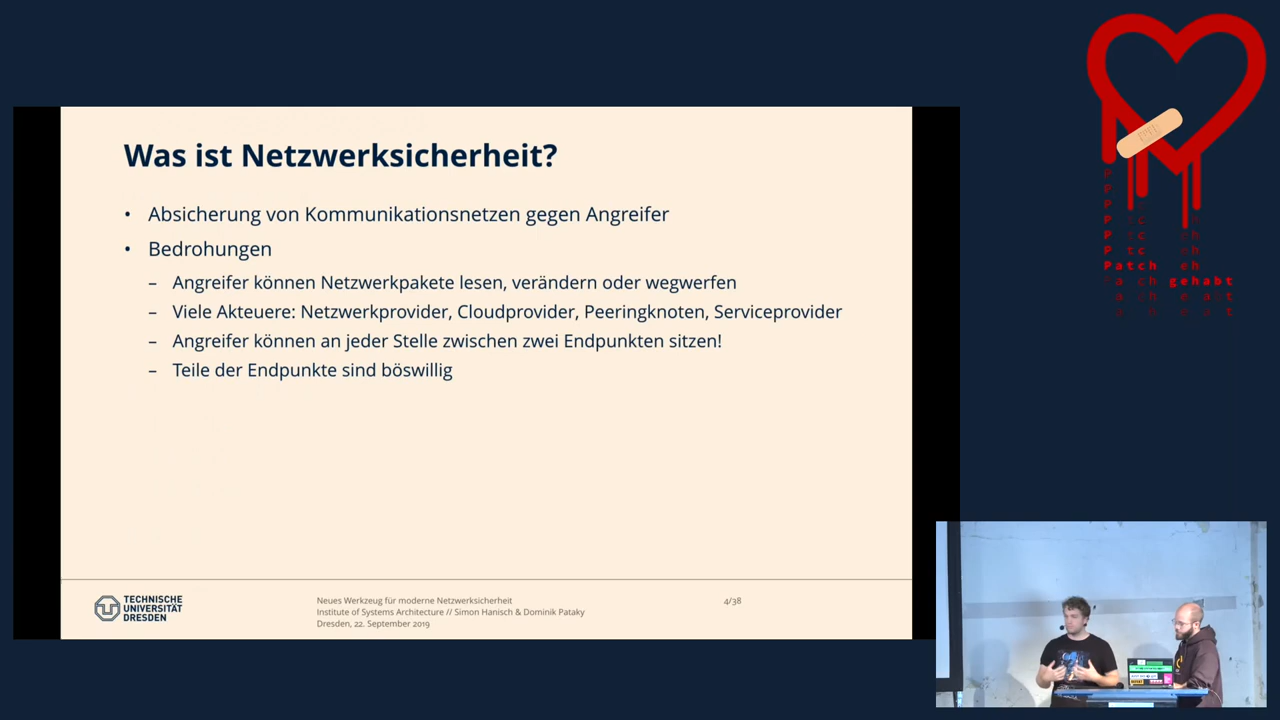 Was ist Netzwerksicherheit?
• Absicherung von Kommunikationsnetzen gegen Angreifer
• Bedrohungen
– Angreifer können Netzwerkpakete lesen, verändern oder wegwerfen
– Viele Akteuere: Netzwerkprovider, Cloudprovider, Peeringknoten, Serviceprovider
– Angreifer können an jeder Stelle zwischen zwei Endpunkten sitzen!
– Teile der Endpunkte sind böswillig
TECHNISCHE
UNIVERSITÄT
DRESDEN
Neues Werkzeug für moderne Netzwerksicherheit
Institute of Systems Architecture // Simon Hanisch & Dominik Pataky
Dresden, 22. September 2019
4/38
Patch eh
gehabt